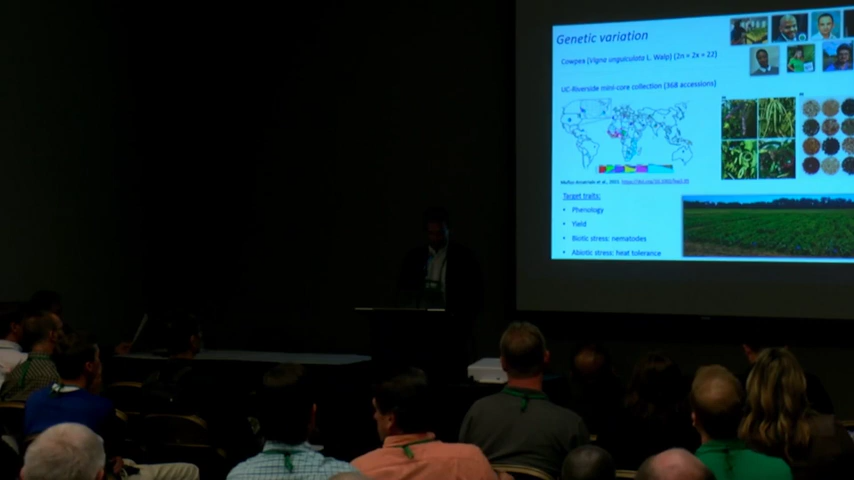 Genetic variation
Cowpea (Vigna unguiculata L. Walp) (2n = 2x = 22)
UC-Riverside mini-core collection (368 accessions)
Target traits:
• Phenology
• Yield
• Biotic stress: nematodes
• Abiotic stress: heat tolerance